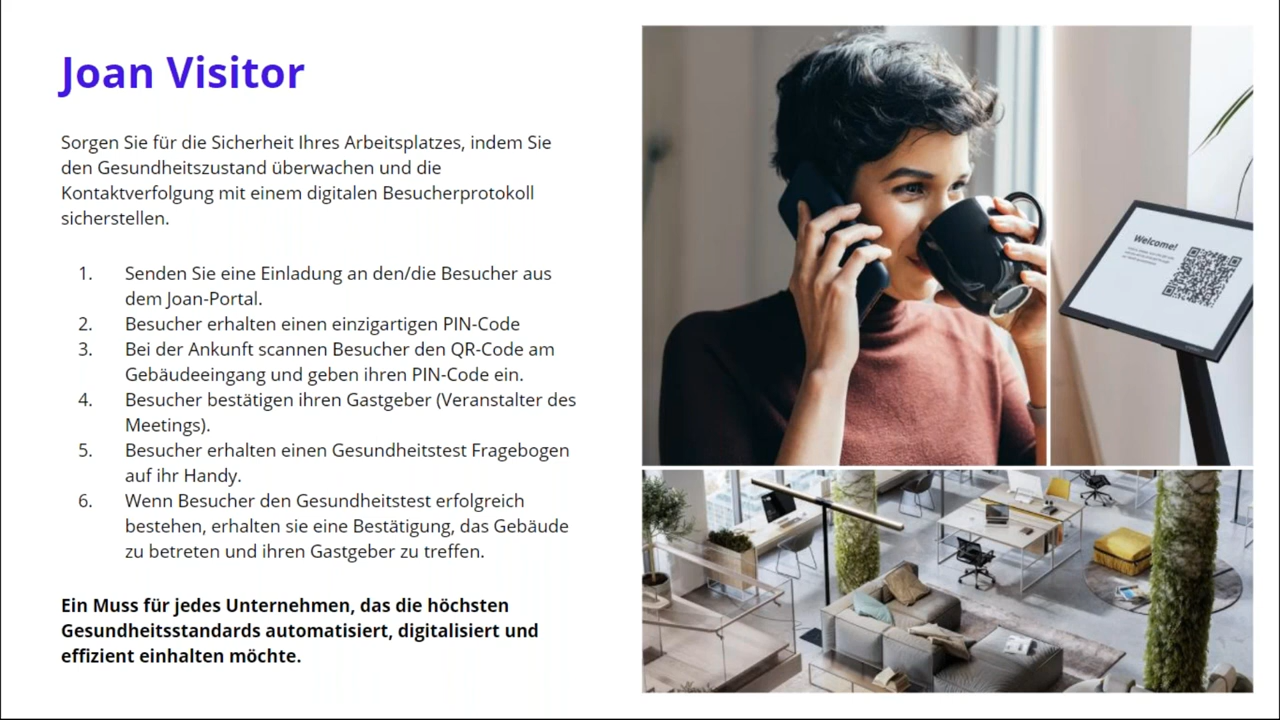 Joan Visitor
Sorgen Sie für die Sicherheit Ihres Arbeitsplatzes, indem Sie
den Gesundheitszustand überwachen und die
Kontaktverfolgung mit einem digitalen Besucherprotokoll
sicherstellen.
1. Senden Sie eine Einladung an den/die Besucher aus
dem Joan-Portal.
2. Besucher erhalten einen einzigartigen PIN-Code
3. Bei der Ankunft scannen Besucher den QR-Code am
Gebäudeeingang und geben ihren PIN-Code ein.
4. Besucher bestätigen ihren Gastgeber (Veranstalter des
Meetings).
5. Besucher erhalten einen Gesundheitstest Fragebogen
auf ihr Handy.
6. Wenn Besucher den Gesundheitstest erfolgreich
bestehen, erhalten sie eine Bestätigung, das Gebäude
zu betreten und ihren Gastgeber zu treffen.
Ein Muss für jedes Unternehmen, das die höchsten
Gesundheitsstandards automatisiert, digitalisiert und
effizient einhalten möchte.
Welcome!